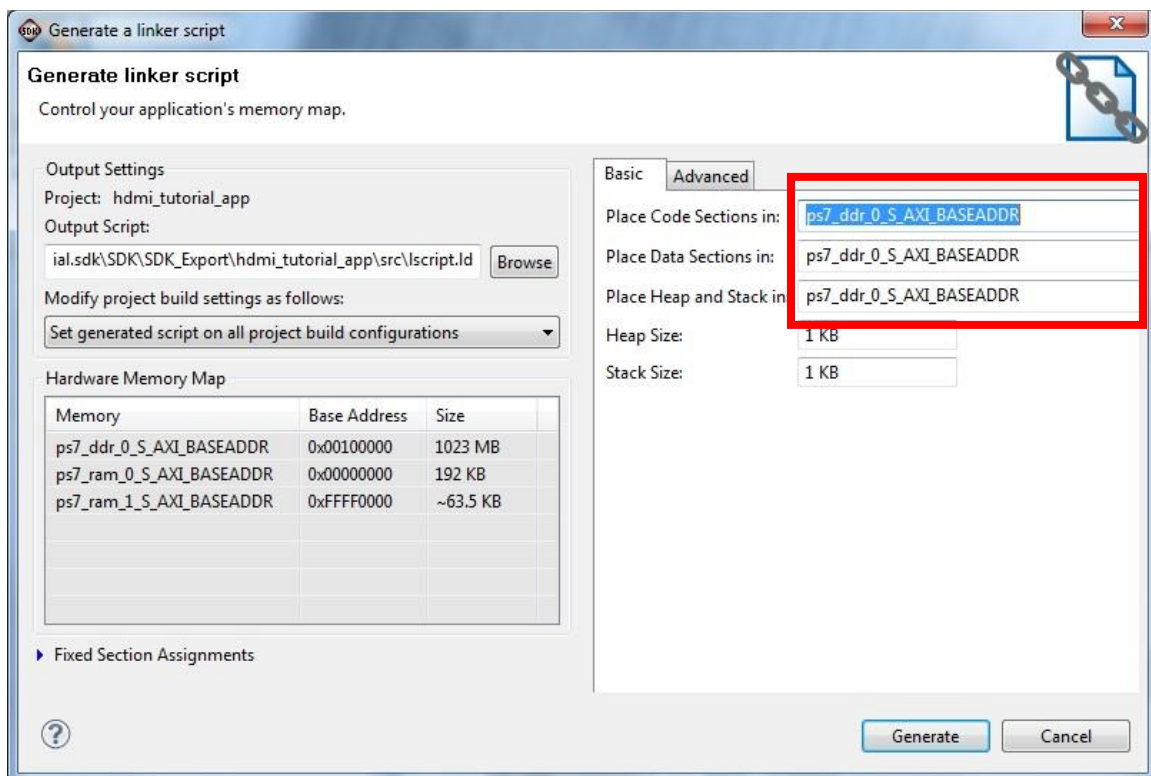 SDK Generate a linker script
Generate linker script
Control your application's memory map.
Output Settings
Project: hdmi_tutorial_app
Output Script:
ial.sdk\SDK\SDK_Export\hdmi_tutorial_app\src\lscript.ld Browse
Modify project build settings as follows:
Set generated script on all project build configurations
Hardware Memory Map
Memory Base Address Size
ps7_ddr_0_S_AXI_BASEADDR 0x00100000 1023 MB
ps7_ram_0_S_AXI_BASEADDR 0x00000000 192 KB
ps7_ram_1_S_AXI_BASEADDR 0xFFFF0000 ~63.5 KB
Fixed Section Assignments
Basic Advanced
Place Code Sections in: ps7_ddr_0_S_AXI_BASEADDR
Place Data Sections in: ps7_ddr_0_S_AXI_BASEADDR
Place Heap and Stack in: ps7_ddr_0_S_AXI_BASEADDR
Heap Size: 1 KB
Stack Size: 1 KB
? Generate Cancel